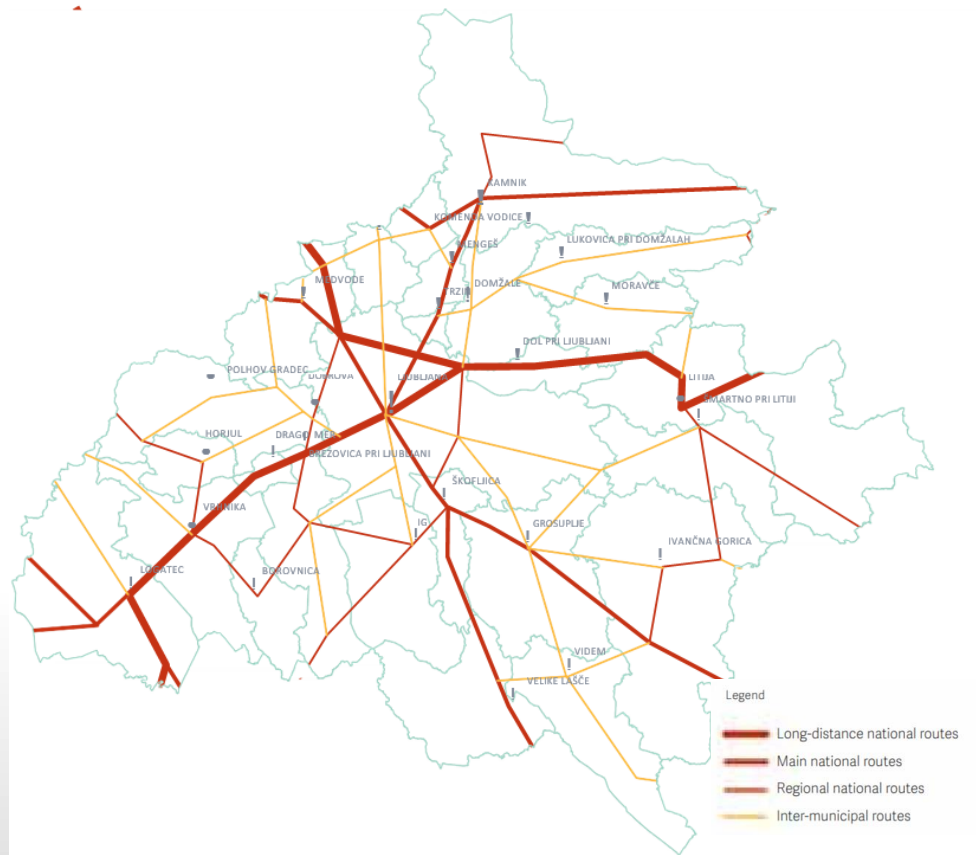 KAMNIK
KOMENDA VODICE
MENGEŠ
LUKOVICA PRI DOMŽALAH
MEDVODE
TRZIN
DOMŽALE
MORAVČE
DOL PRI LJUBLJANI
POLHOV GRADEC
DOBROVA
LJUBLJANA
LITIJA
ŠMARTNO PRI LITIJI
HORJUL
DRAGOMER
BREZOVICA PRI LJUBLJANI
ŠKOFLJICA
VRHNIKA
IG
GROSUPLJE
IVANČNA GORICA
LOGATEC
BOROVNICA
VIDEM
VELIKE LAŠČE
Legend
Long-distance national routes
Main national routes
Regional national routes
Inter-municipal routes